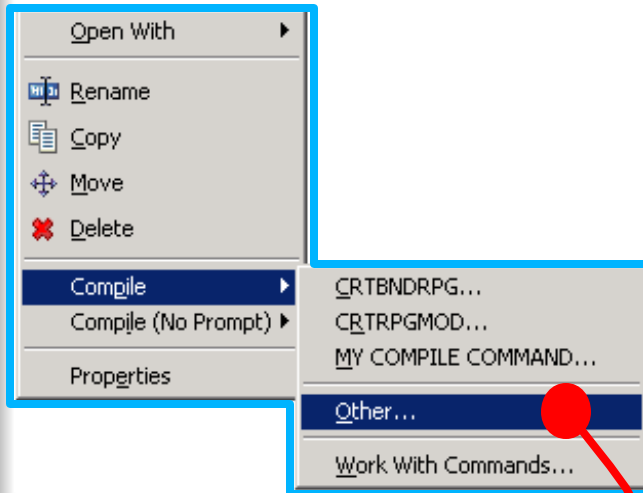 Open With
Rename
Copy
Move
Delete
Compile
Compile (No Prompt)
Properties
CRTBNDRPG...
CRTRPGMOD...
MY COMPILE COMMAND...
Other...
Work With Commands...